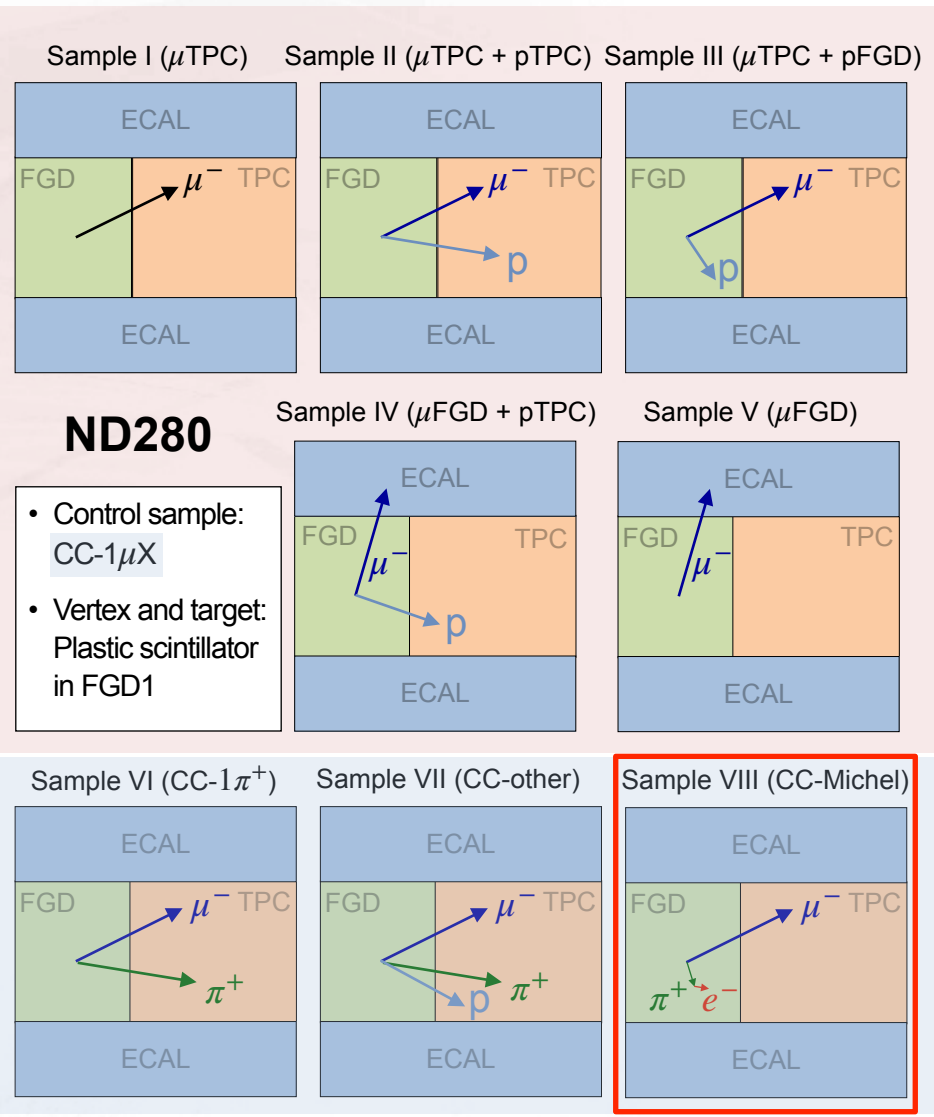 Sample I (μTPC)
Sample II (μTPC + pTPC)
Sample III (μTPC + pFGD)
ECAL
ECAL
ECAL
FGD
μ⁻
TPC
FGD
μ⁻
TPC
FGD
μ⁻
TPC
p
p
ECAL
ECAL
ECAL
ND280
• Control sample:
CC-1μX
• Vertex and target:
Plastic scintillator
in FGD1
Sample IV (μFGD + pTPC)
Sample V (μFGD)
ECAL
ECAL
FGD
μ⁻
TPC
FGD
μ⁻
TPC
p
ECAL
ECAL
Sample VI (CC-1π⁺)
Sample VII (CC-other)
Sample VIII (CC-Michel)
ECAL
ECAL
ECAL
FGD
μ⁻
TPC
FGD
μ⁻
TPC
FGD
μ⁻
TPC
π⁺
π⁺
p
π⁺
e⁻
ECAL
ECAL
ECAL